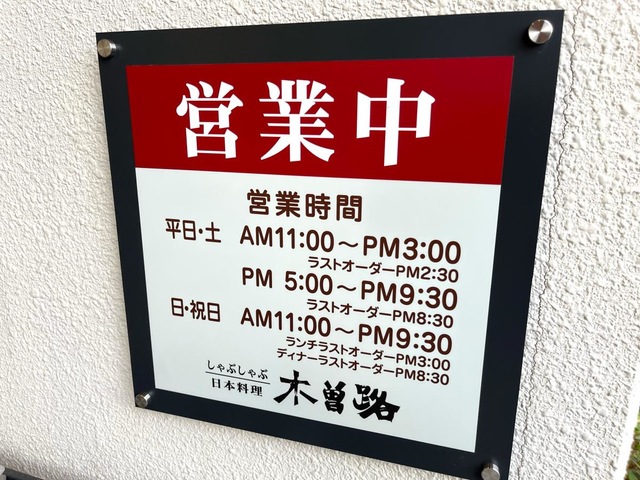 営業中
営業時間
平日・土 AM11:00～PM3:00
ラストオーダーPM2:30
PM 5:00～PM9:30
ラストオーダーPM8:30
日・祝日 AM11:00～PM9:30
ランチラストオーダーPM3:00
ディナーラストオーダーPM8:30
しゃぶしゃぶ
日本料理 木曽路